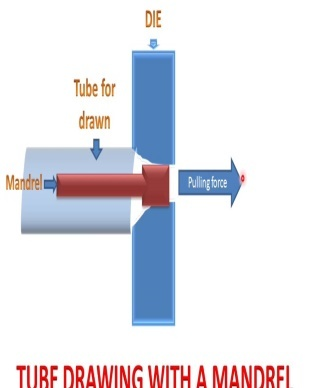 DIE
Tube for
drawn
Mandrel
Pulling force
TUBE DRAWING WITH A MANDREL